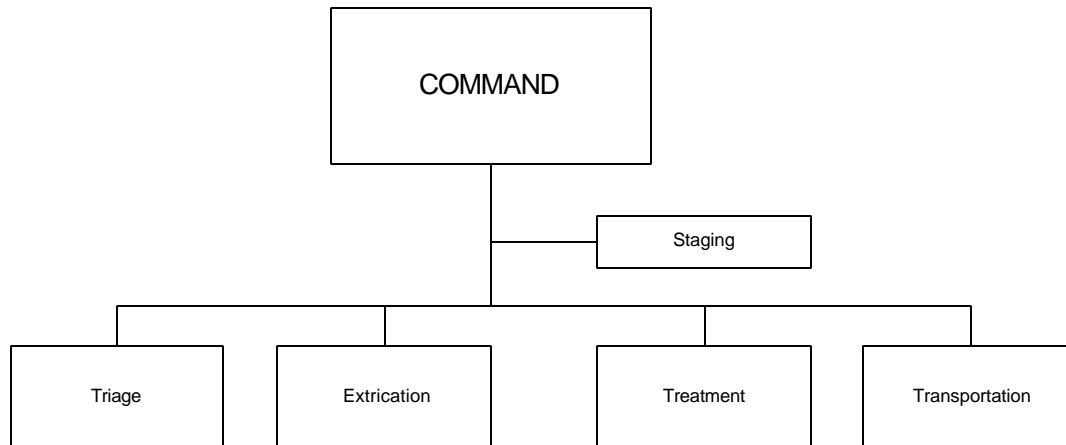 COMMAND
Staging
Triage
Extrication
Treatment
Transportation